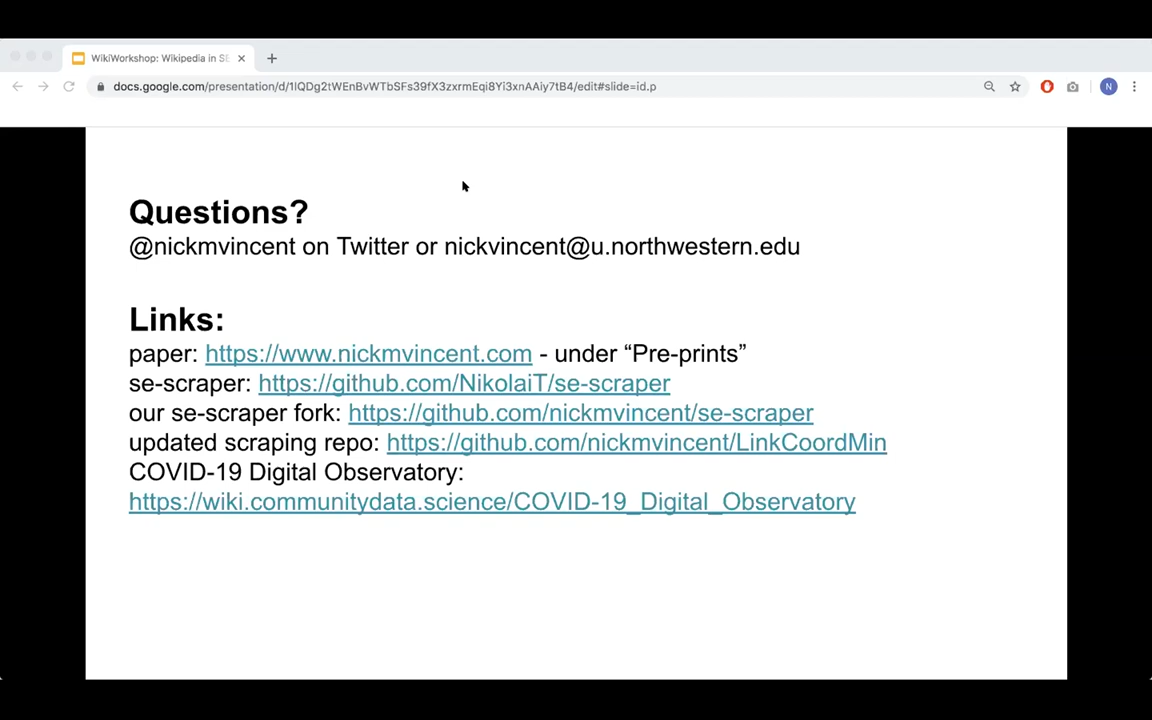 WikiWorkshop: Wikipedia in SE
docs.google.com/presentation/d/1lQDg2tWEnBvWTbSFs39fX3zxrmEqi8Yi3xnAAiy7tB4/edit#slide=id.p
N
Questions?
@nickmvincent on Twitter or nickvincent@u.northwestern.edu
Links:
paper: https://www.nickmvincent.com - under “Pre-prints”
se-scraper: https://github.com/NikolaiT/se-scraper
our se-scraper fork: https://github.com/nickmvincent/se-scraper
updated scraping repo: https://github.com/nickmvincent/LinkCoordMin
COVID-19 Digital Observatory:
https://wiki.communitydata.science/COVID-19_Digital_Observatory